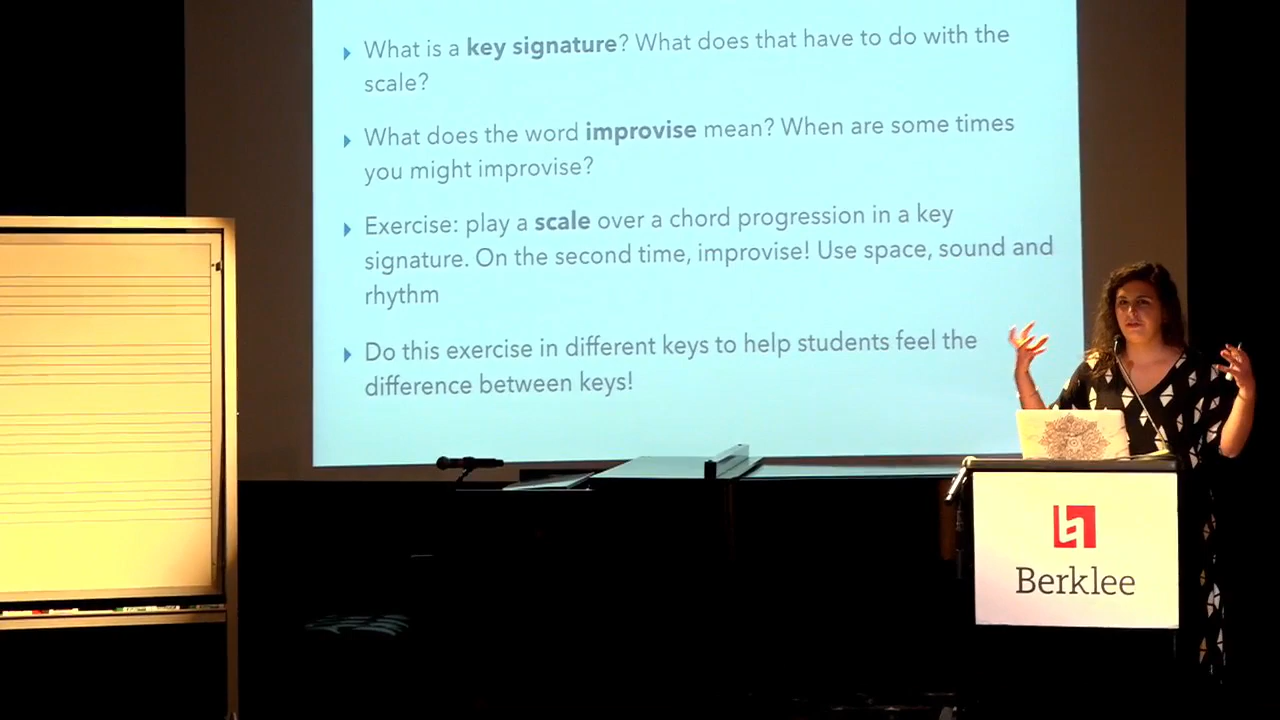 What is a key signature? What does that have to do with the
scale?
What does the word improvise mean? When are some times
you might improvise?
Exercise: play a scale over a chord progression in a key
signature. On the second time, improvise! Use space, sound and
rhythm
Do this exercise in different keys to help students feel the
difference between keys!
Berklee